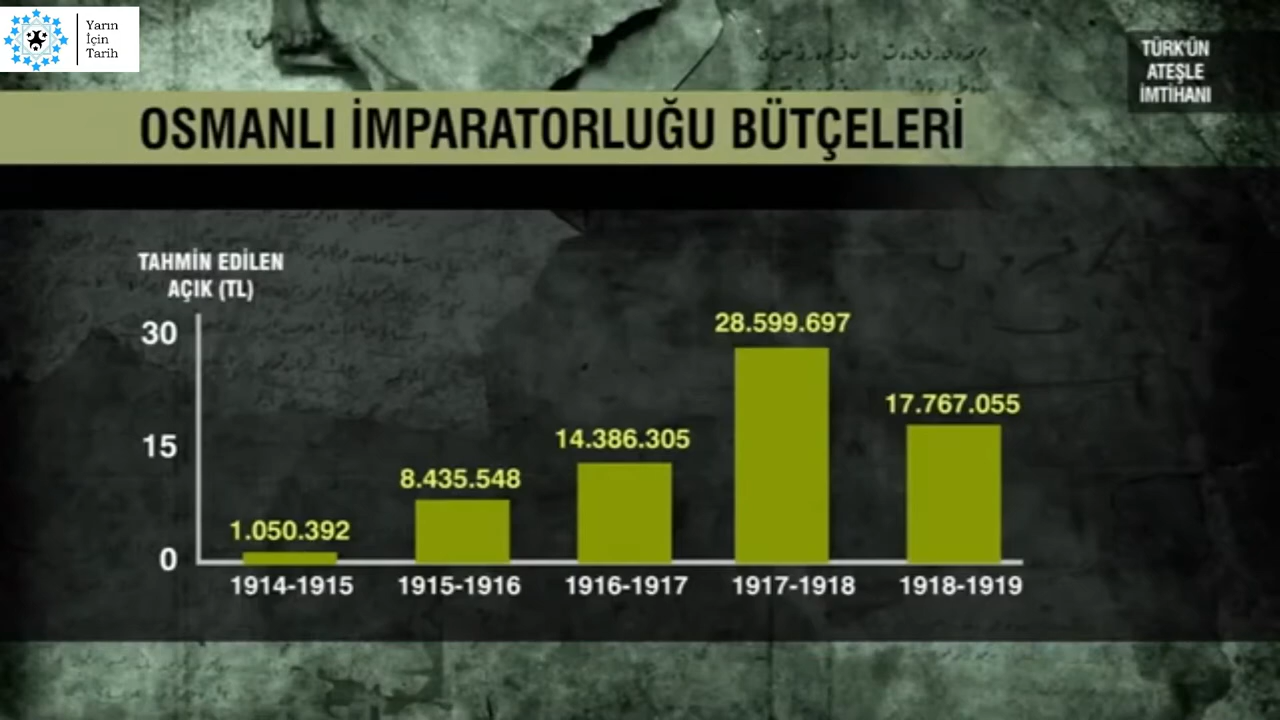 Yarın
İçin
Tarih
TÜRK'ÜN
ATEŞLE
İMTİHANI
OSMANLI İMPARATORLUĞU BÜTÇELERİ
TAHMİN EDİLEN
AÇIK (TL)
30
15
0
1.050.392
8.435.548
14.386.305
28.599.697
17.767.055
1914-1915
1915-1916
1916-1917
1917-1918
1918-1919